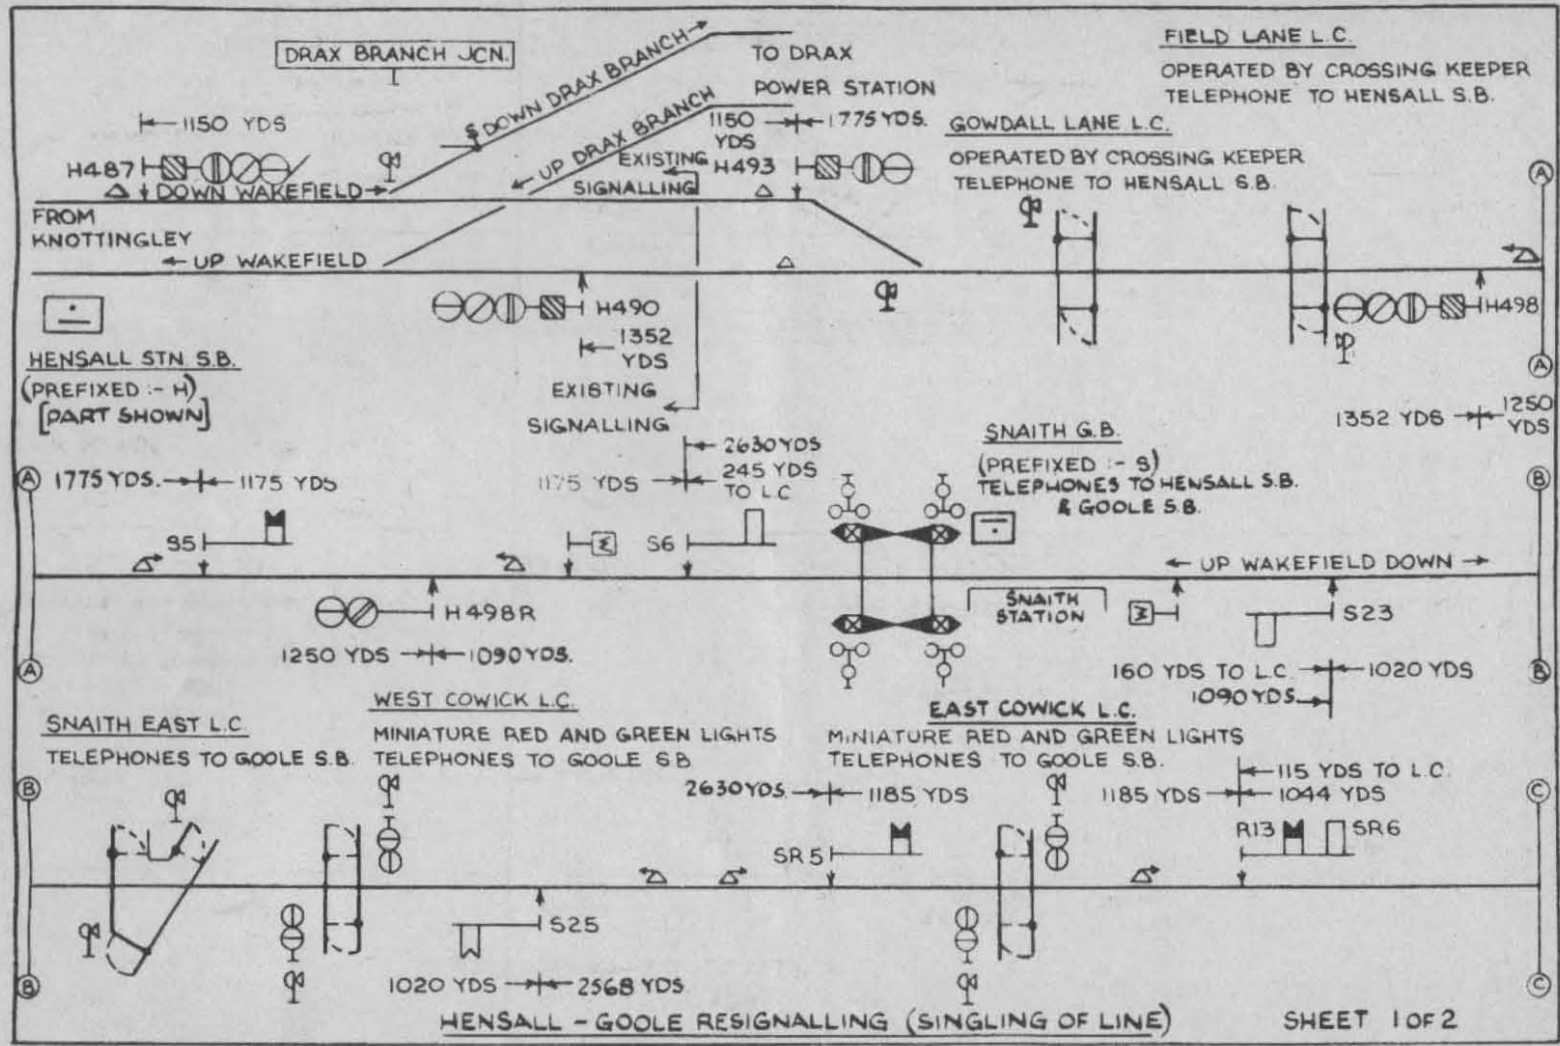 DRAX BRANCH JCN.
DOWN DRAX BRANCH
TO DRAX
POWER STATION
UP DRAX BRANCH
FIELD LANE L.C.
OPERATED BY CROSSING KEEPER
TELEPHONE TO HENSALL S.B.
1150 YDS
1150
YDS
1775 YDS.
GOWDALL LANE L.C.
OPERATED BY CROSSING KEEPER
TELEPHONE TO HENSALL S.B.
H487
EXISTING
SIGNALLING
H493
DOWN WAKEFIELD
A
FROM
KNOTTINGLEY
UP WAKEFIELD
H490
H498
1352
YDS
HENSALL STN. S.B.
(PREFIXED :- H)
[PART SHOWN]
EXISTING
SIGNALLING
A
1352 YDS
1250
YDS
A
1775 YDS.
1175 YDS
1175 YDS
2630 YDS
245 YDS
TO L.C
SNAITH G.B.
(PREFIXED :- S)
TELEPHONES TO HENSALL S.B.
& GOOLE S.B.
B
S5
S6
UP WAKEFIELD DOWN
H498R
SNAITH
STATION
S23
A
1250 YDS
1090 YDS.
160 YDS TO L.C.
1020 YDS
1090 YDS.
B
SNAITH EAST L.C.
TELEPHONES TO GOOLE S.B.
WEST COWICK L.C.
MINIATURE RED AND GREEN LIGHTS
TELEPHONES TO GOOLE S B
EAST COWICK L.C.
MINIATURE RED AND GREEN LIGHTS
TELEPHONES TO GOOLE S.B.
B
2630 YDS.
1185 YDS
1185 YDS
115 YDS TO L.C.
1044 YDS
C
SR5
R13
SR6
S25
B
1020 YDS
2568 YDS
C
HENSALL - GOOLE RESIGNALLING (SINGLING OF LINE)
SHEET 1 OF 2